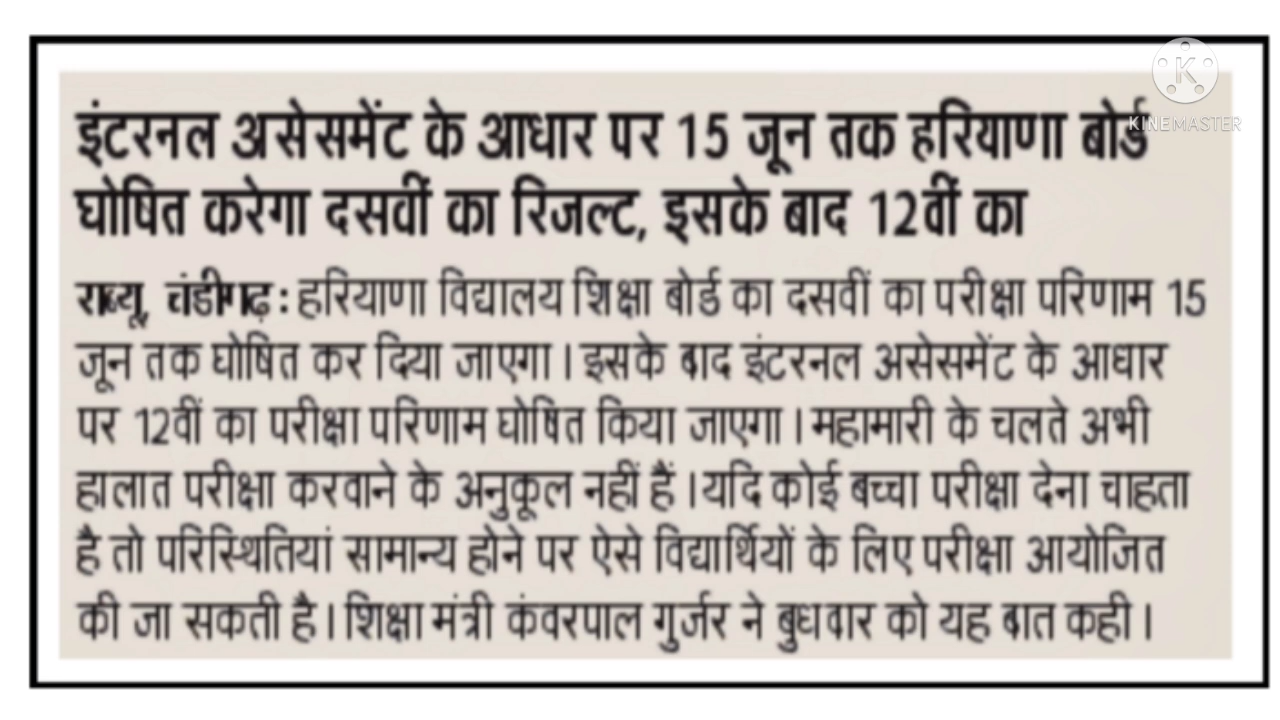 इंटरनल असेसमेंट के आधार पर 15 जून तक हरियाणा बोर्ड
घोषित करेगा दसवीं का रिजल्ट, इसके बाद 12वीं का
राब्यू, चंडीगढ़ : हरियाणा विद्यालय शिक्षा बोर्ड का दसवीं का परीक्षा परिणाम 15
जून तक घोषित कर दिया जाएगा । इसके बाद इंटरनल असेसमेंट के आधार
पर 12वीं का परीक्षा परिणाम घोषित किया जाएगा । महामारी के चलते अभी
हालात परीक्षा करवाने के अनुकूल नहीं हैं । यदि कोई बच्चा परीक्षा देना चाहता
है तो परिस्थितियां सामान्य होने पर ऐसे विद्यार्थियों के लिए परीक्षा आयोजित
की जा सकती है । शिक्षा मंत्री कंवरपाल गुर्जर ने बुधवार को यह बात कही ।
K
KINEMASTER